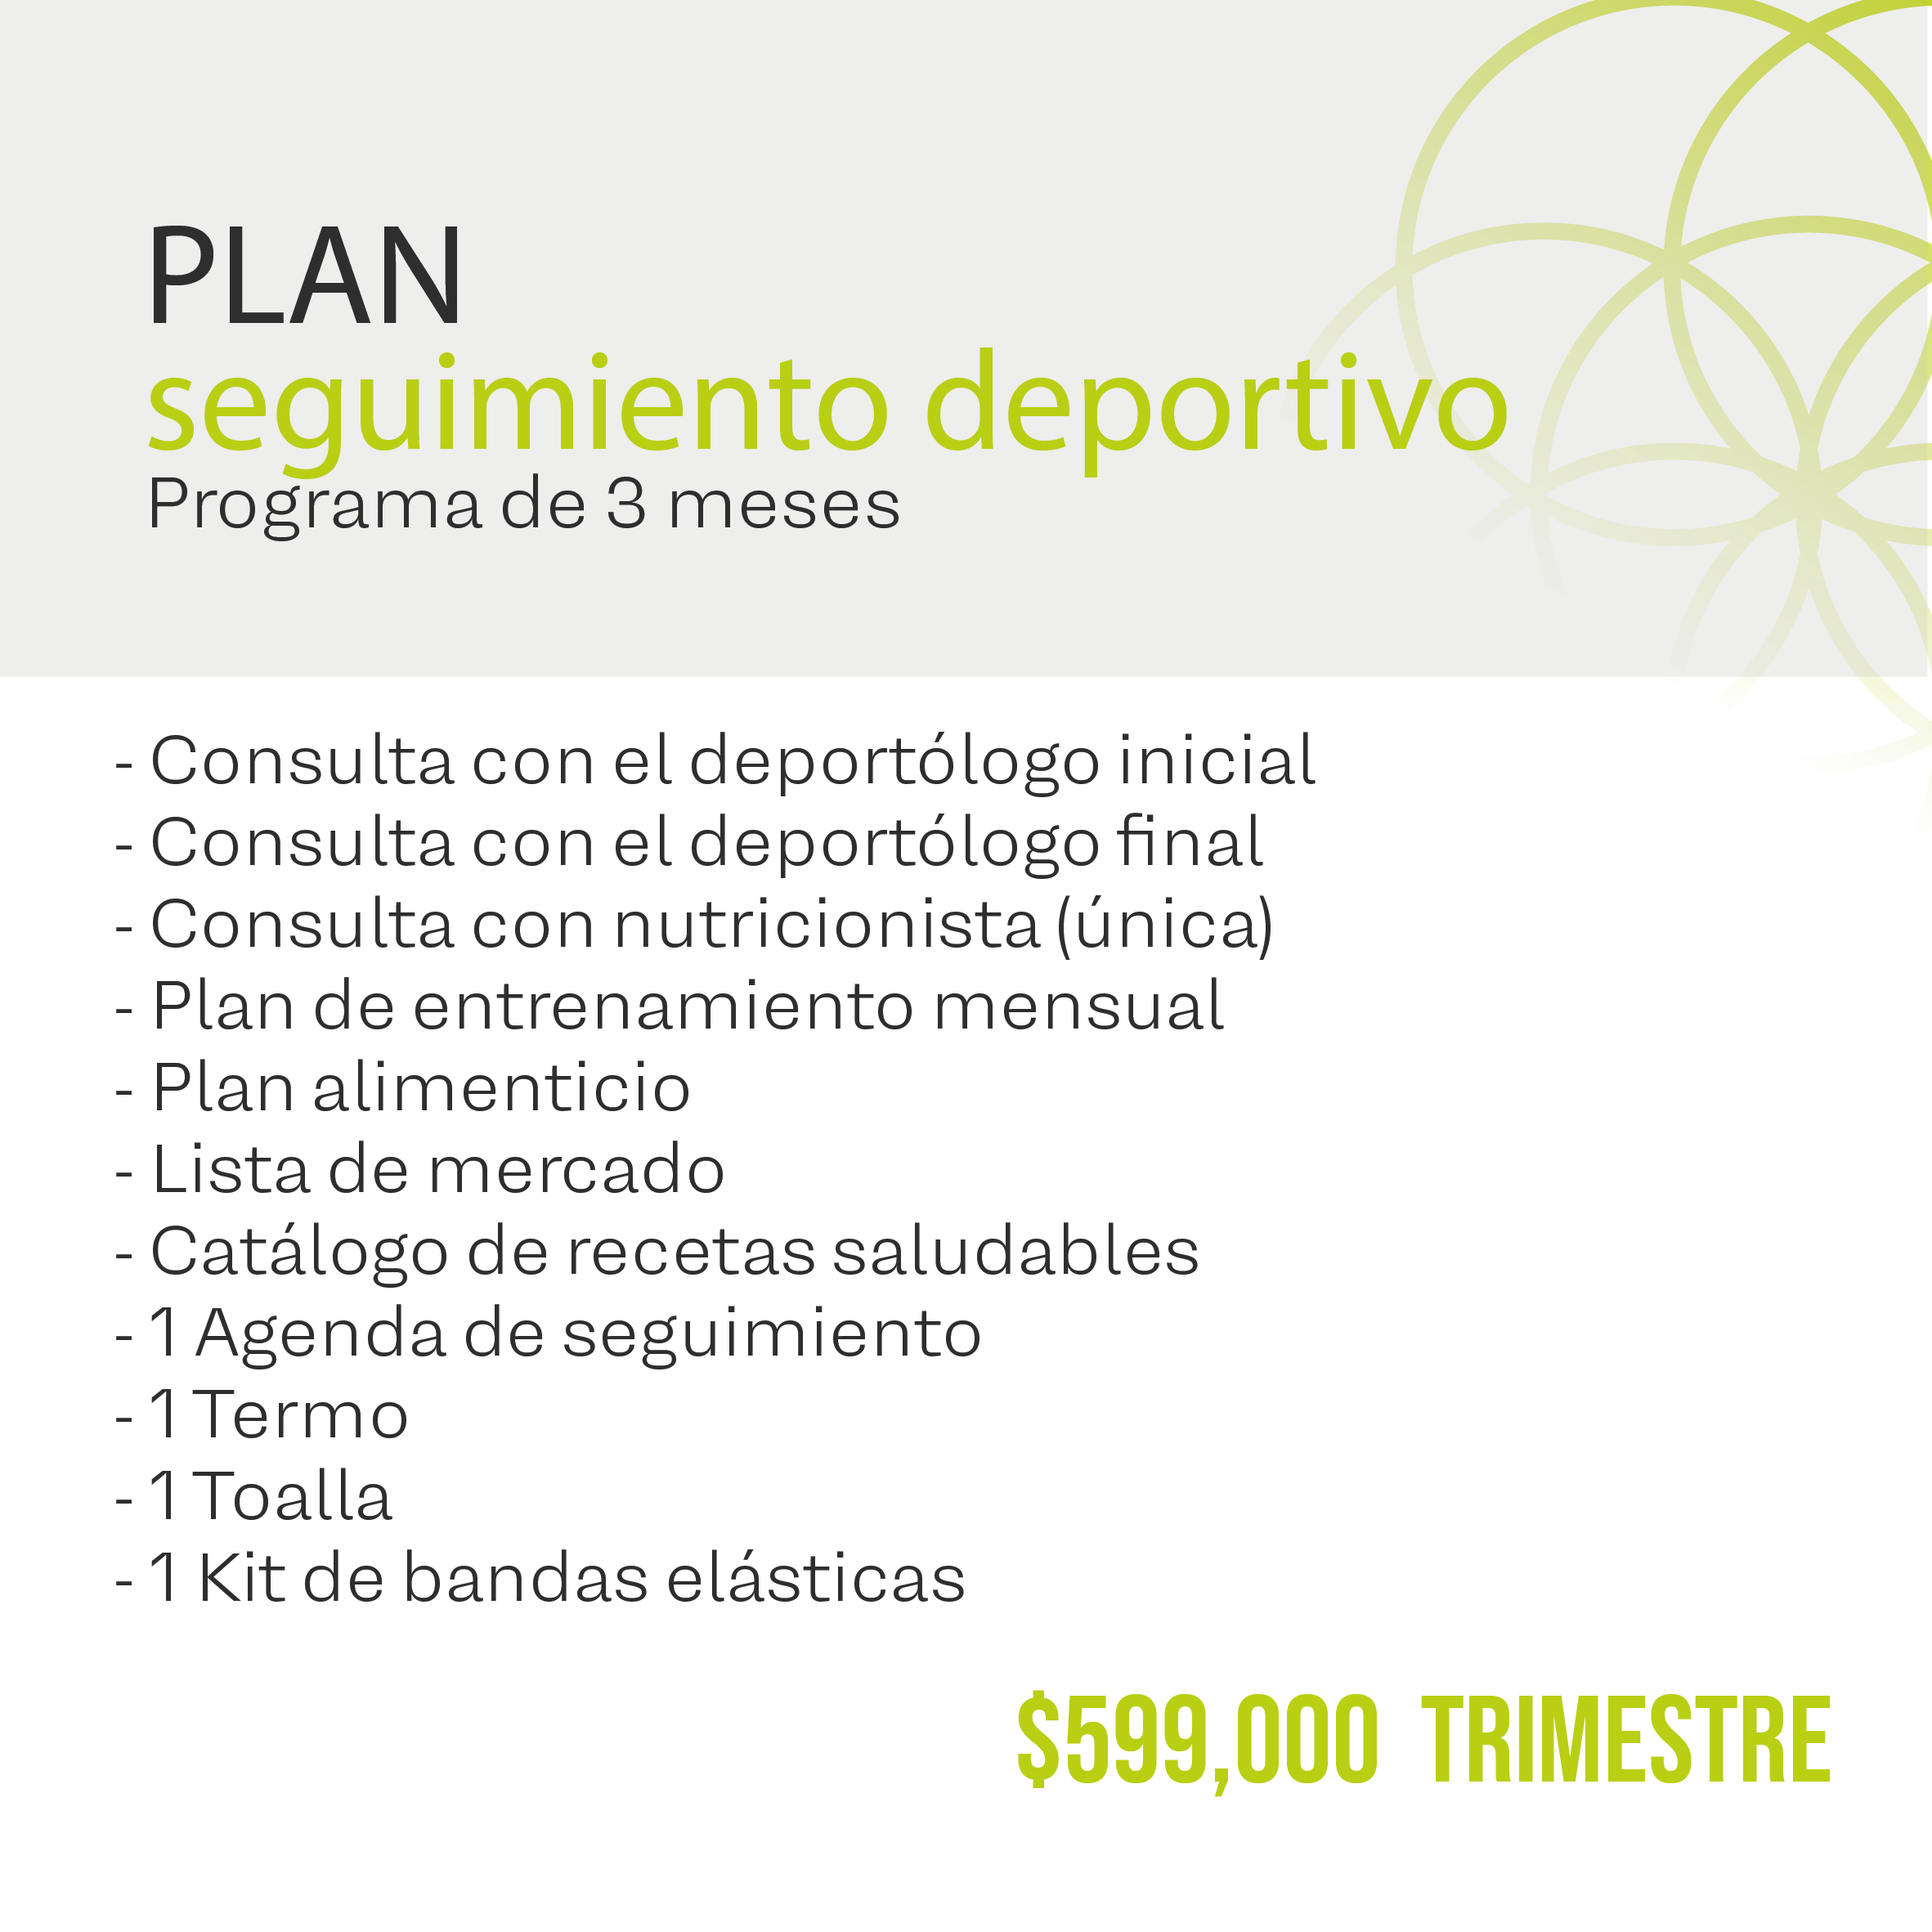 PLAN
seguimiento deportivo
Programa de 3 meses
- Consulta con el deportólogo inicial
- Consulta con el deportólogo final
- Consulta con nutricionista (única)
- Plan de entrenamiento mensual
- Plan alimenticio
- Lista de mercado
- Catálogo de recetas saludables
- 1 Agenda de seguimiento
- 1 Termo
- 1 Toalla
- 1 Kit de bandas elásticas
$599,000 TRIMESTRE